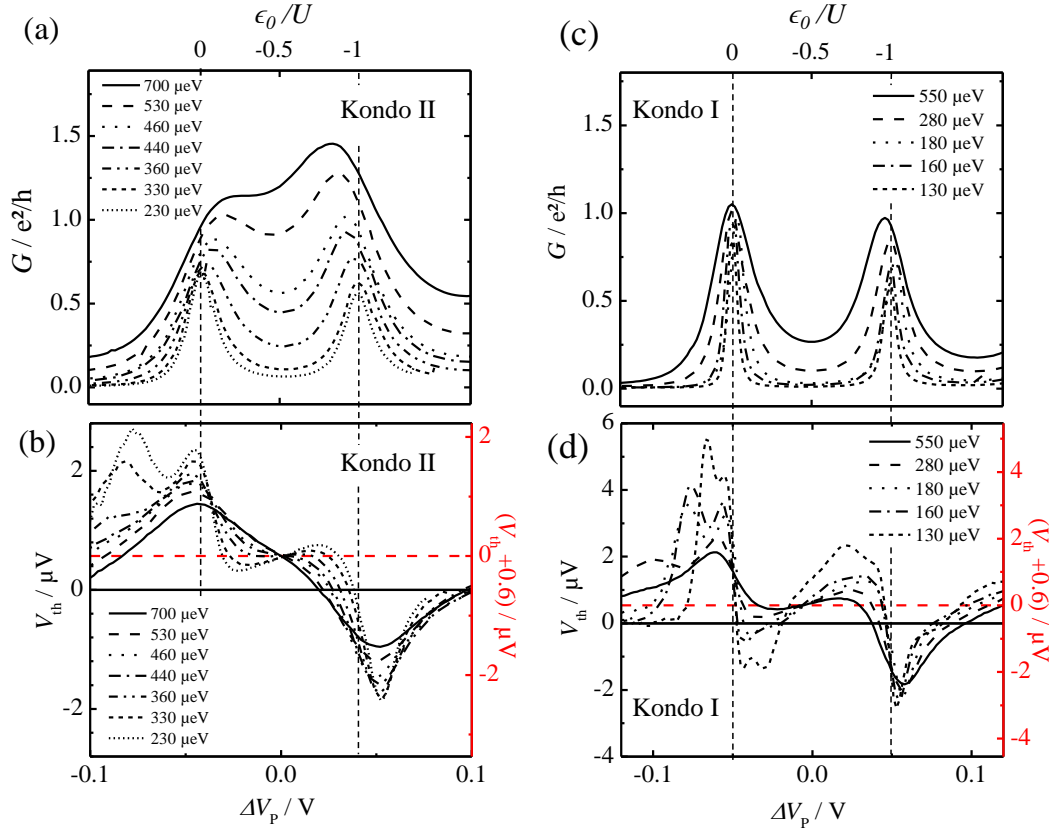 (a)
ϵ₀ /U
0 -0.5 -1
1.5
1.0
0.5
0.0
G / e²/h
700 µeV
530 µeV
460 µeV
440 µeV
360 µeV
330 µeV
230 µeV
Kondo II
(b)
2
0
-2
V_th / µV
Kondo II
700 µeV
530 µeV
460 µeV
440 µeV
360 µeV
330 µeV
230 µeV
2
0
-2
(V_th +0.6) / µV
-0.1 0.0 0.1
ΔV_P / V
(c)
ϵ₀ /U
0 -0.5 -1
1.5
1.0
0.5
0.0
G / e²/h
Kondo I
550 µeV
280 µeV
180 µeV
160 µeV
130 µeV
(d)
6
4
2
0
-2
-4
V_th / µV
550 µeV
280 µeV
180 µeV
160 µeV
130 µeV
Kondo I
4
2
0
-2
-4
(V_th +0.6) / µV
-0.1 0.0 0.1
ΔV_P / V